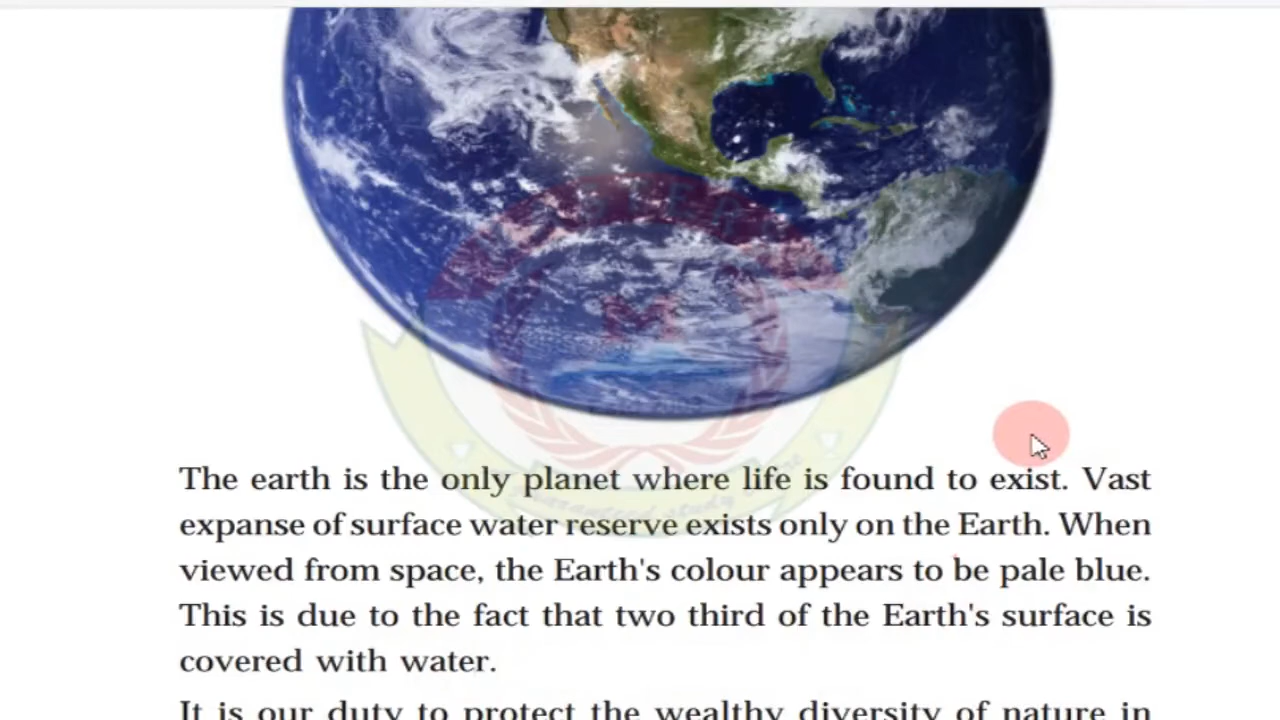 The earth is the only planet where life is found to exist. Vast
expanse of surface water reserve exists only on the Earth. When
viewed from space, the Earth's colour appears to be pale blue.
This is due to the fact that two third of the Earth's surface is
covered with water.
It is our duty to protect the wealthy diversity of nature in